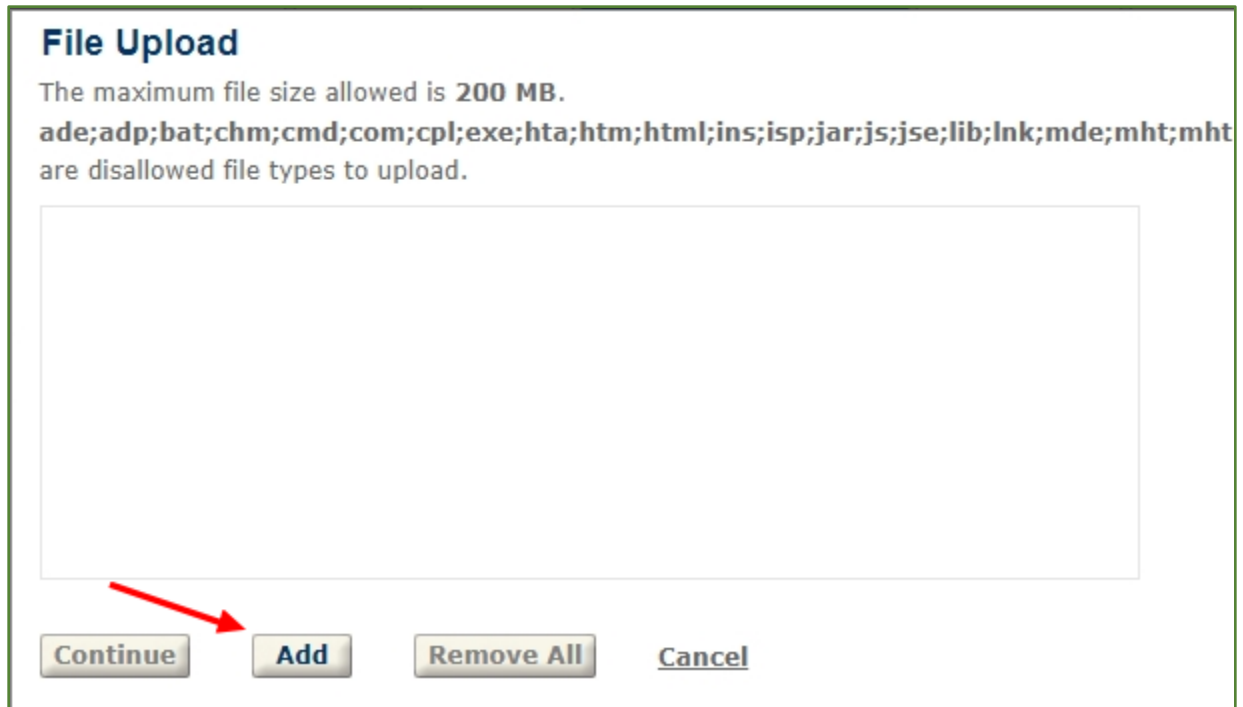 File Upload
The maximum file size allowed is 200 MB.
ade;adp;bat;chm;cmd;com;cpl;exe;hta;htm;html;ins;isp;jar;js;jse;lib;lnk;mde;mht;mht
are disallowed file types to upload.
Continue Add Remove All Cancel